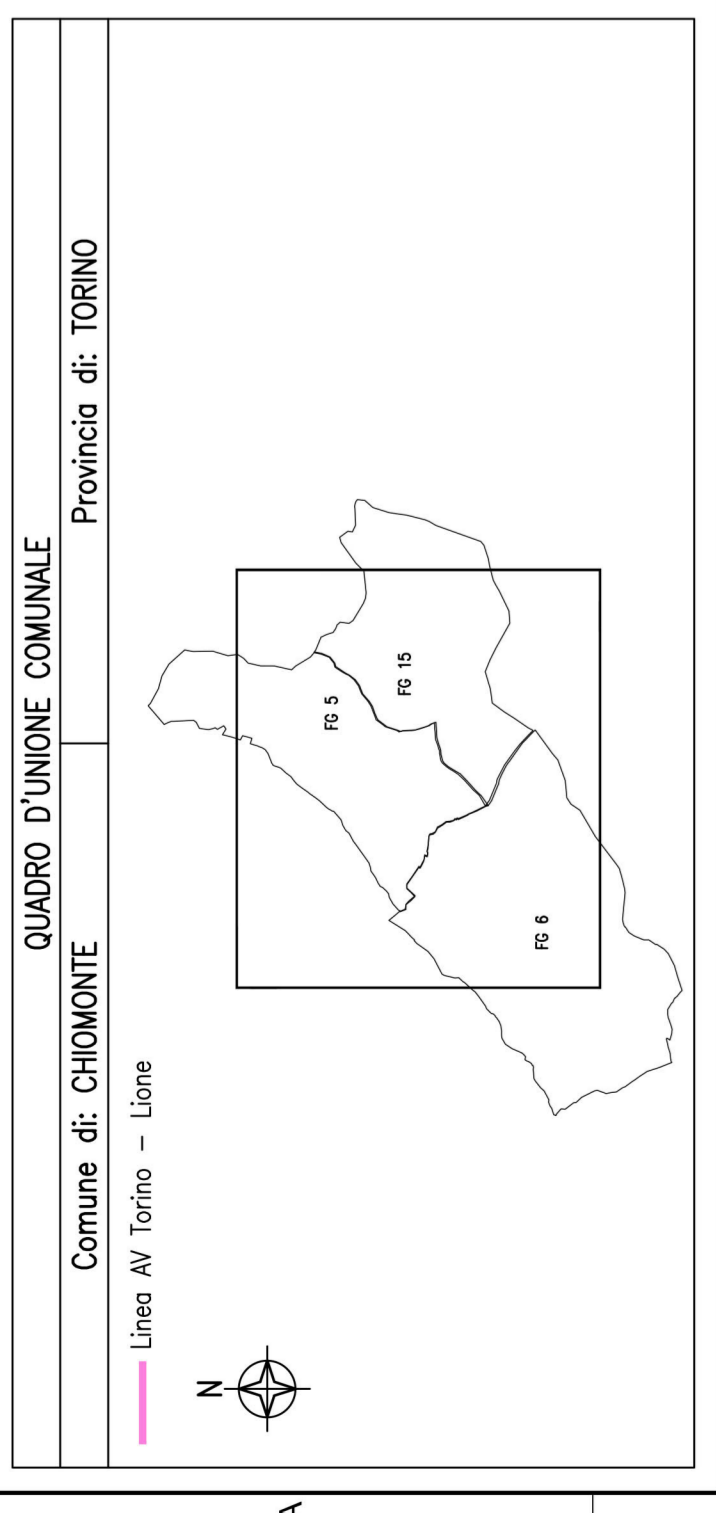 QUADRO D'UNIONE COMUNALE
Comune di: CHIOMONTE
Provincia di: TORINO
Linea AV Torino – Lione
N
FG 5
FG 15
FG 6
A